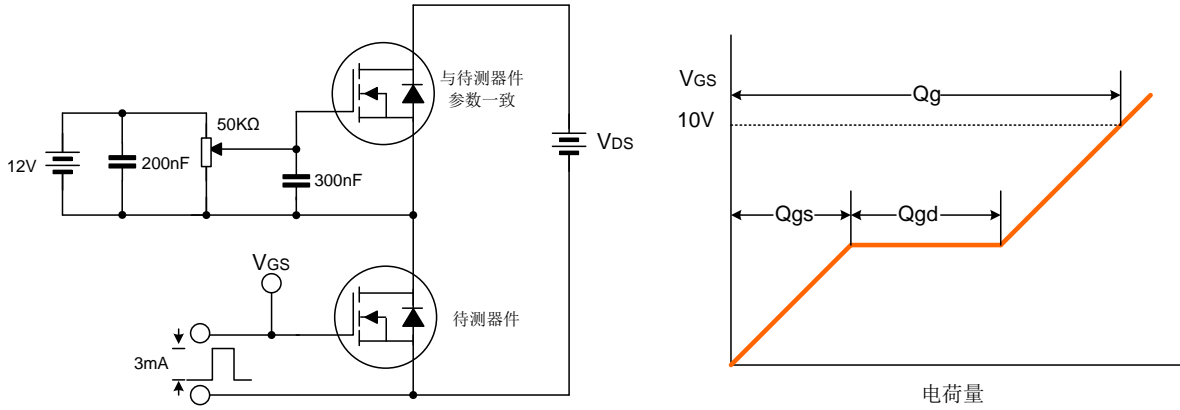 与待测器件
参数一致
50KΩ
12V
200nF
300nF
VDS
VGS
待测器件
3mA
VGS
10V
Qg
Qgs
Qgd
电荷量